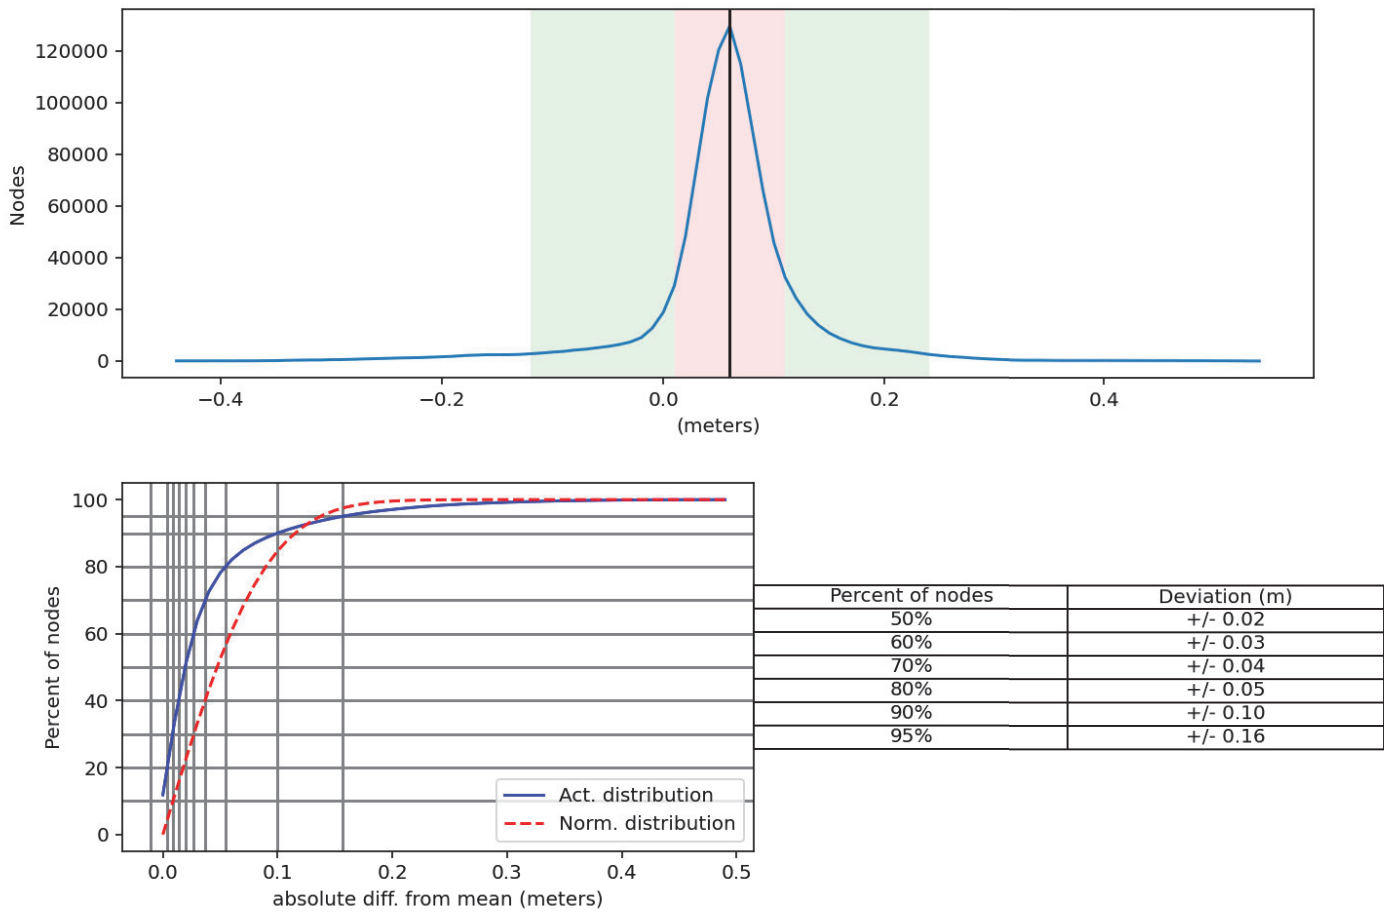 120000
100000
80000
60000
40000
20000
0
Nodes
−0.4 −0.2 0.0 0.2 0.4
(meters)
100
80
60
40
20
0
Percent of nodes
Act. distribution
Norm. distribution
0.0 0.1 0.2 0.3 0.4 0.5
absolute diff. from mean (meters)
Percent of nodes Deviation (m)
50% +/- 0.02
60% +/- 0.03
70% +/- 0.04
80% +/- 0.05
90% +/- 0.10
95% +/- 0.16